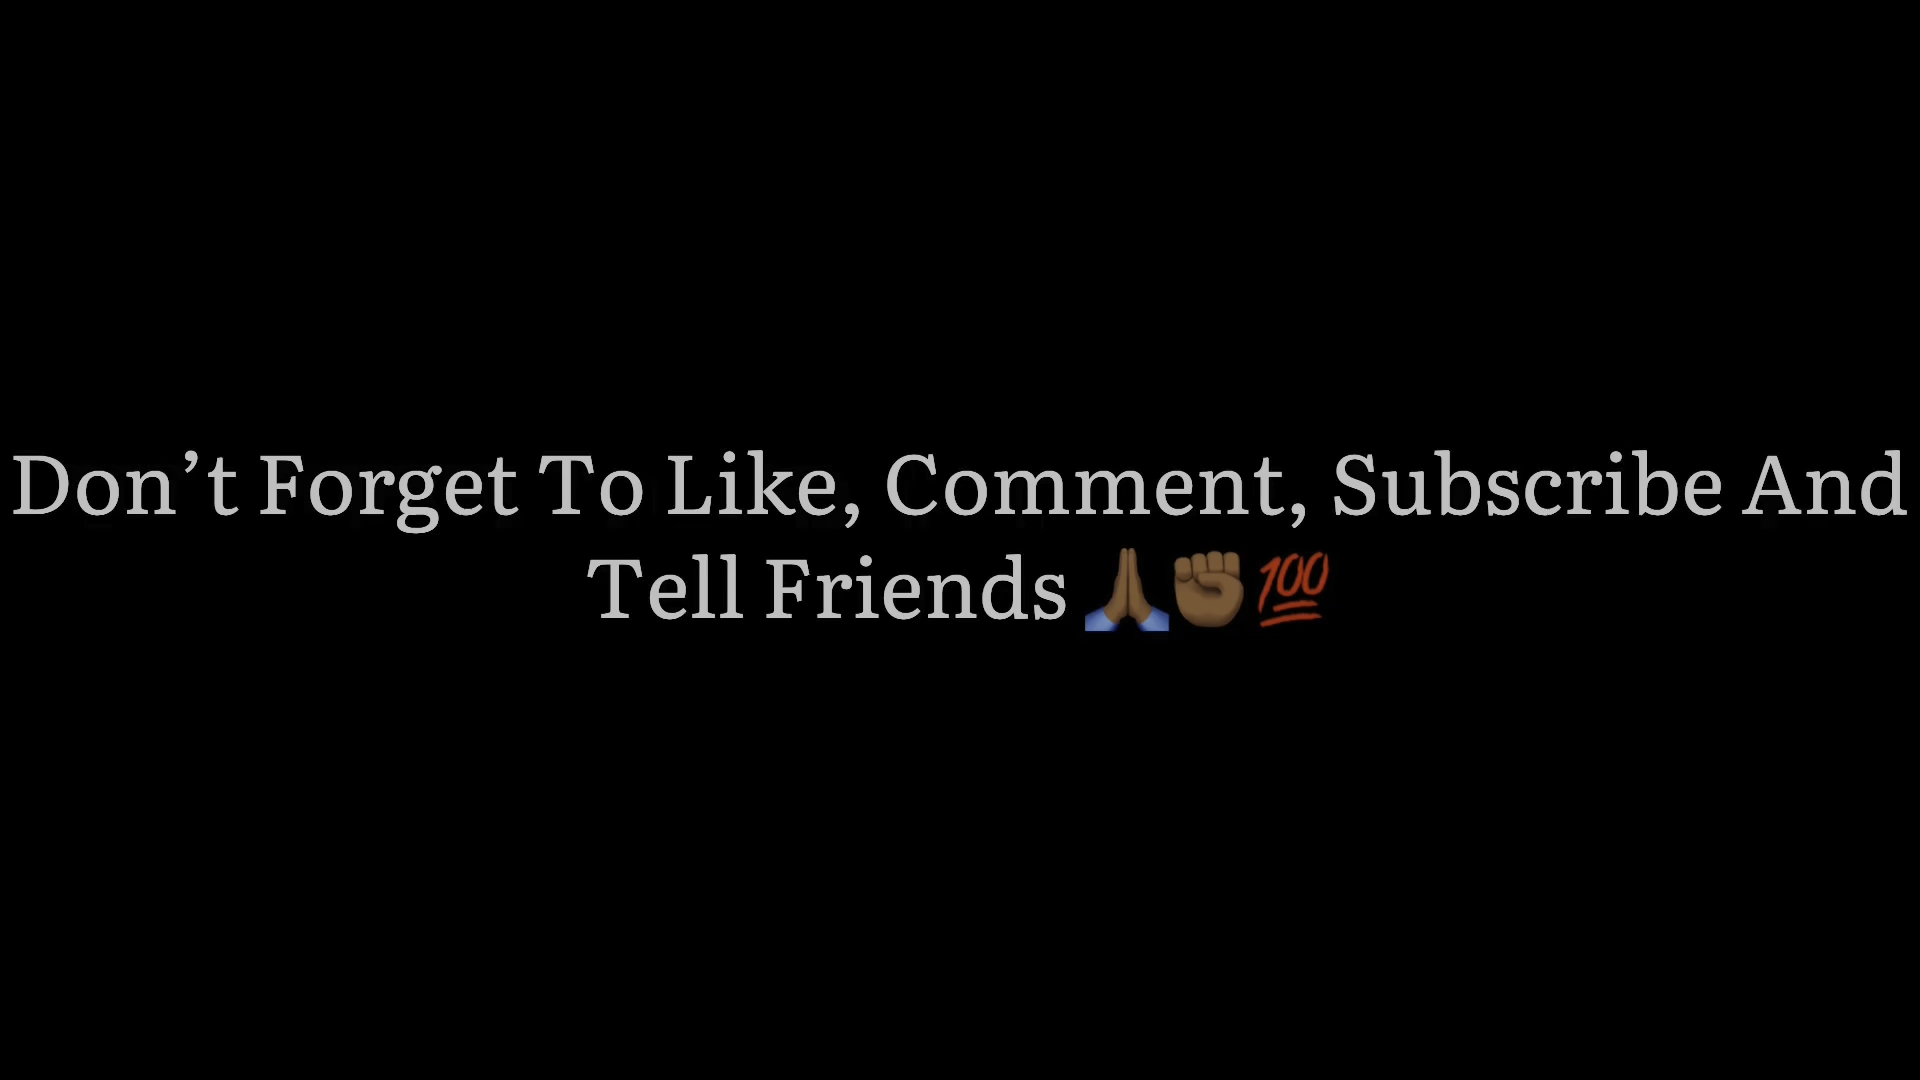 Don’t Forget To Like, Comment, Subscribe And
Tell Friends 🙏🏾✊🏾💯